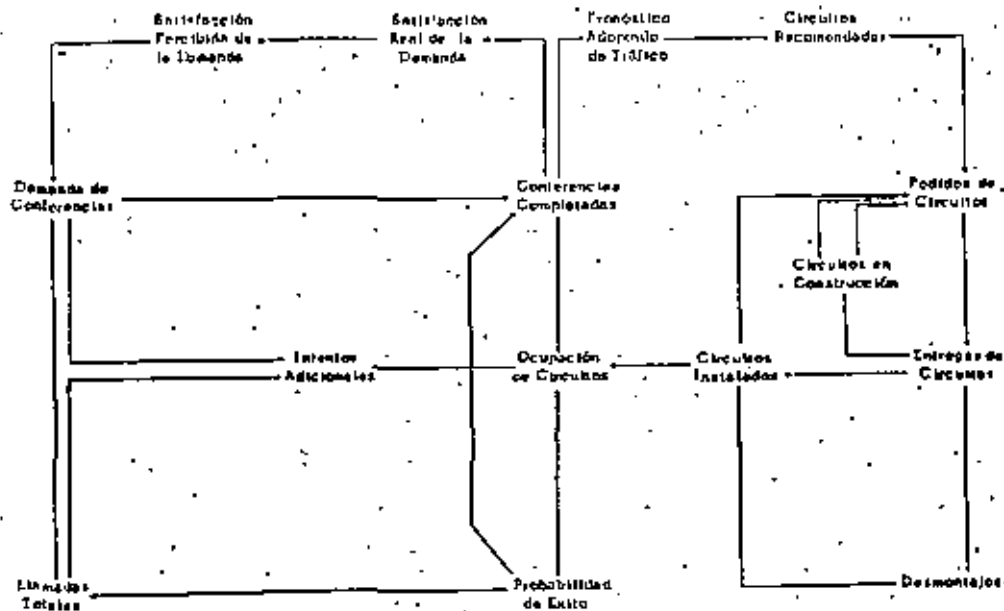 Satisfacción
Percibida de
la Demanda
Satisfacción
Real de la
Demanda
Pronóstico
Adoptado
de Tráfico
Circuitos
Recomendados
Demanda de
Conferencias
Conferencias
Completadas
Pedidos de
Circuitos
Circuitos en
Construcción
Intentos
Adicionales
Ocupación
de Circuitos
Circuitos
Instalados
Entregas de
Circuitos
Llamadas
Totales
Probabilidad
de Exito
Desmontajes